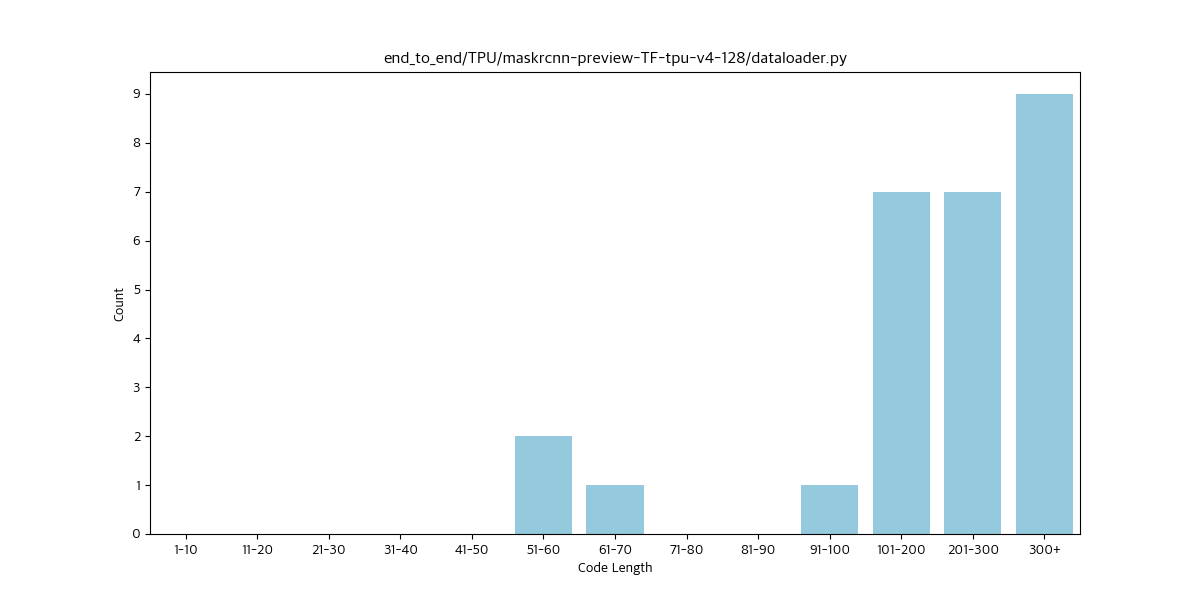 end_to_end/TPU/maskrcnn-preview-TF-tpu-v4-128/dataloader.py
9
8
7
6
5
4
3
2
1
0
Count
1-10 11-20 21-30 31-40 41-50 51-60 61-70 71-80 81-90 91-100 101-200 201-300 300+
Code Length